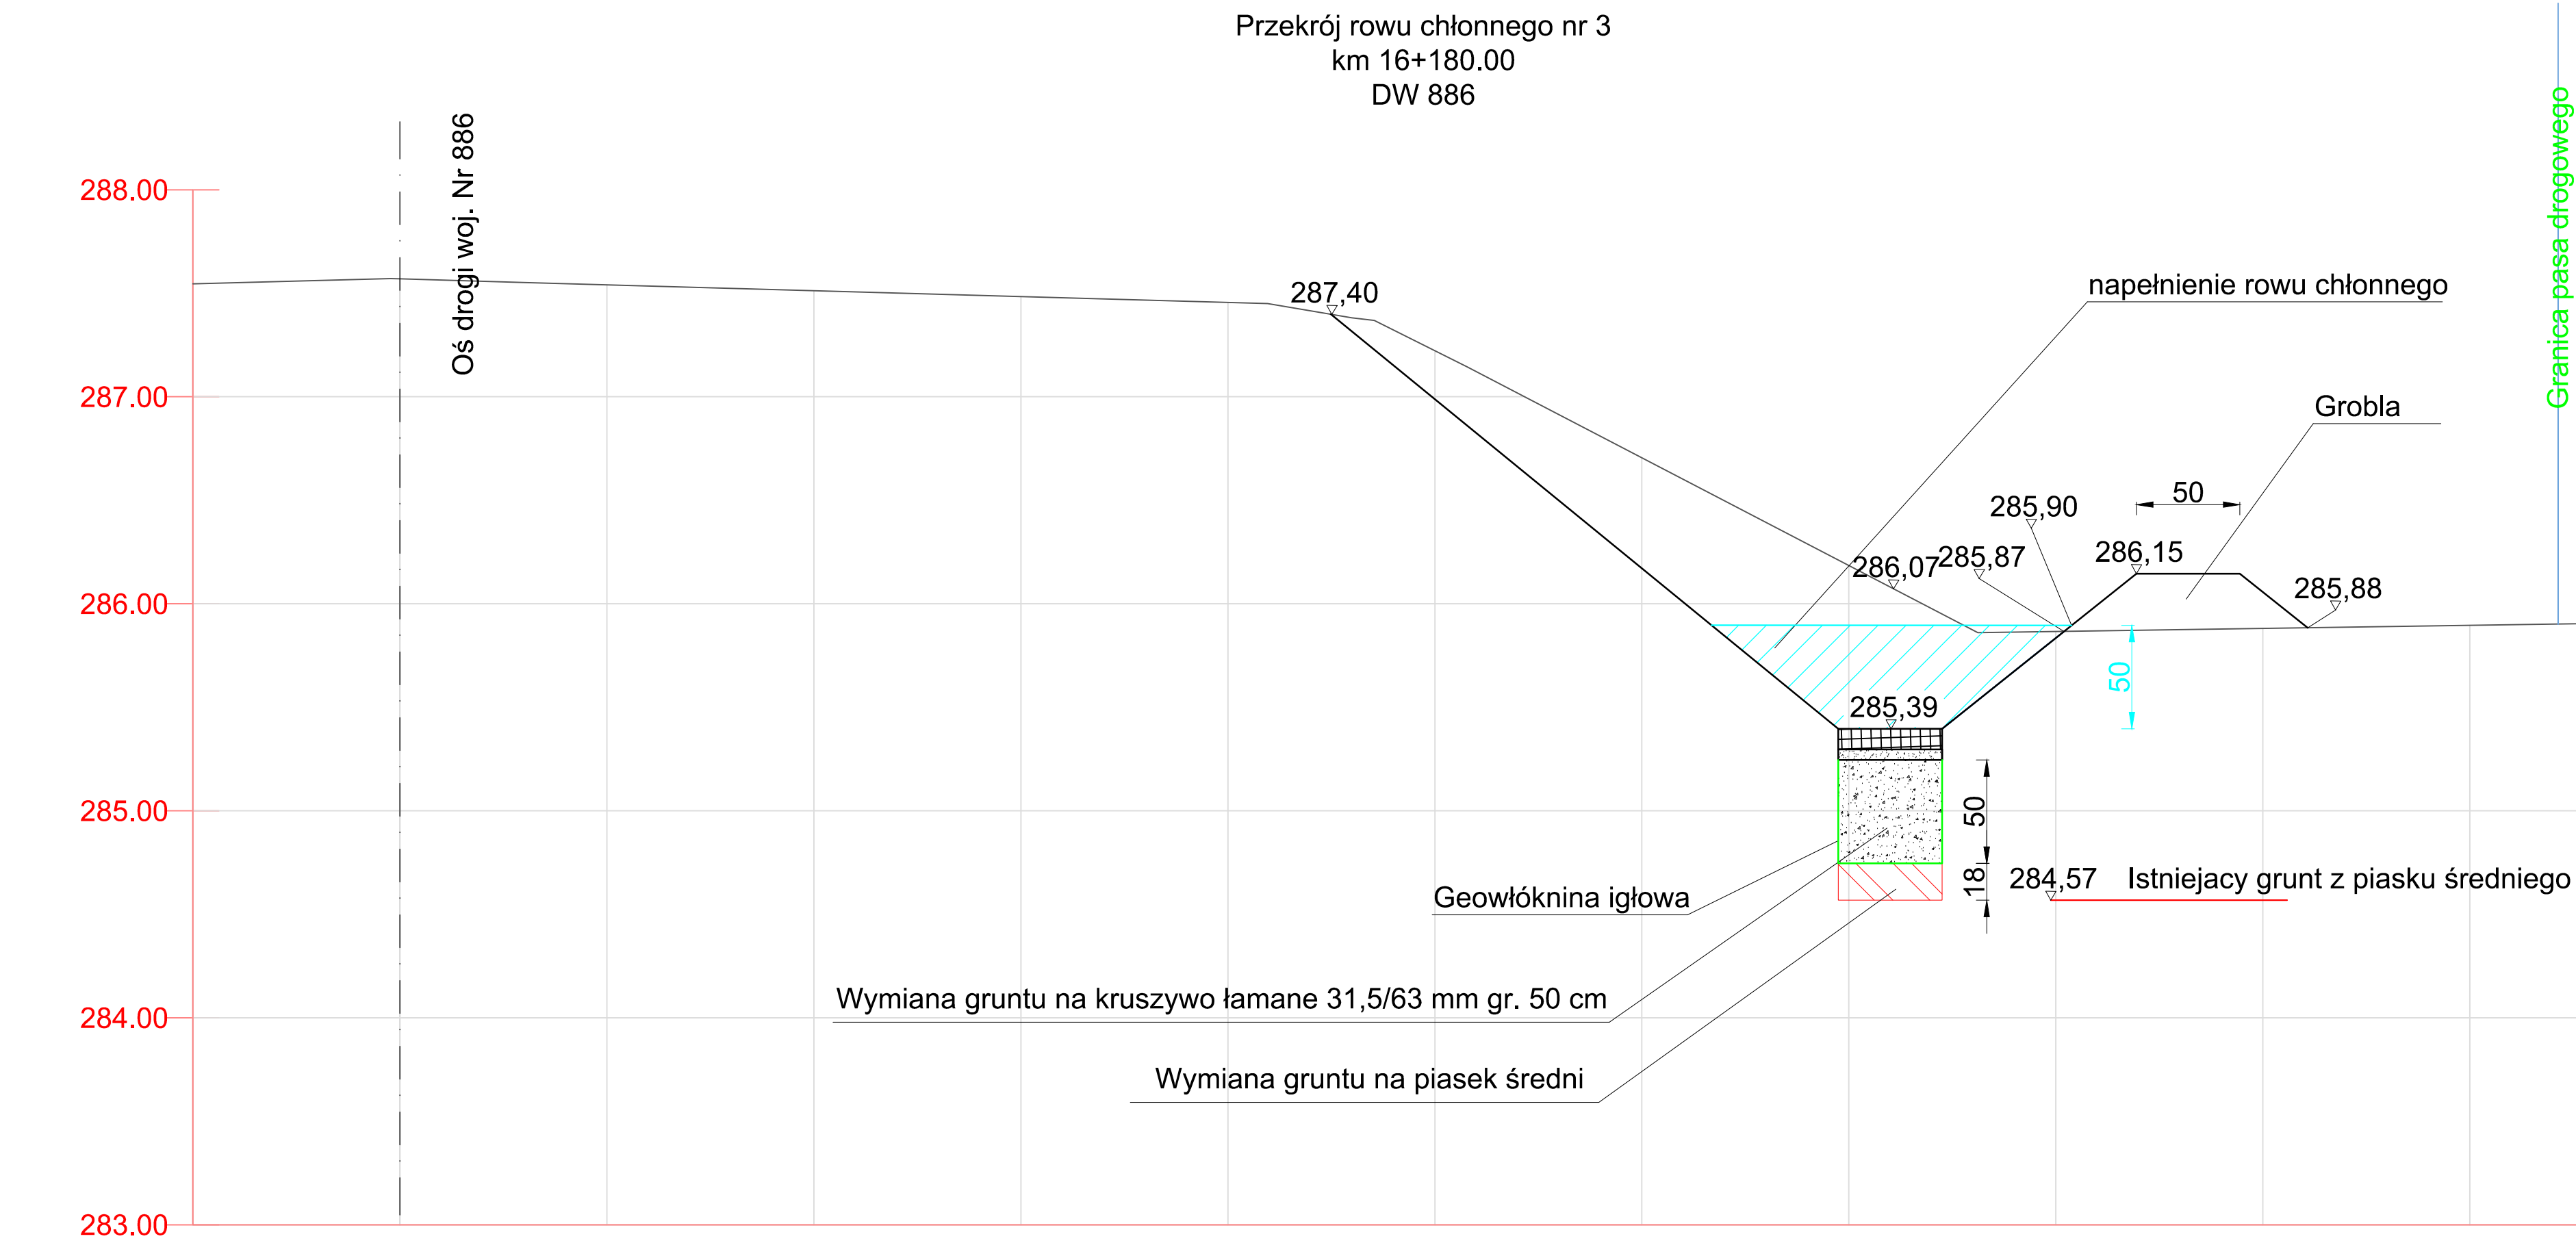 Przekrój rowu chłonnego nr 3
km 16+180.00
DW 886
Oś drogi woj. Nr 886
Granica pasa drogowego
288.00
287.00
286.00
285.00
284.00
283.00
287,40
napełnienie rowu chłonnego
Grobla
50
285,90
286,07
285,87
286,15
285,88
50
285,39
50
18
284,57
Istniejacy grunt z piasku średniego
Geowłóknina igłowa
Wymiana gruntu na kruszywo łamane 31,5/63 mm gr. 50 cm
Wymiana gruntu na piasek średni